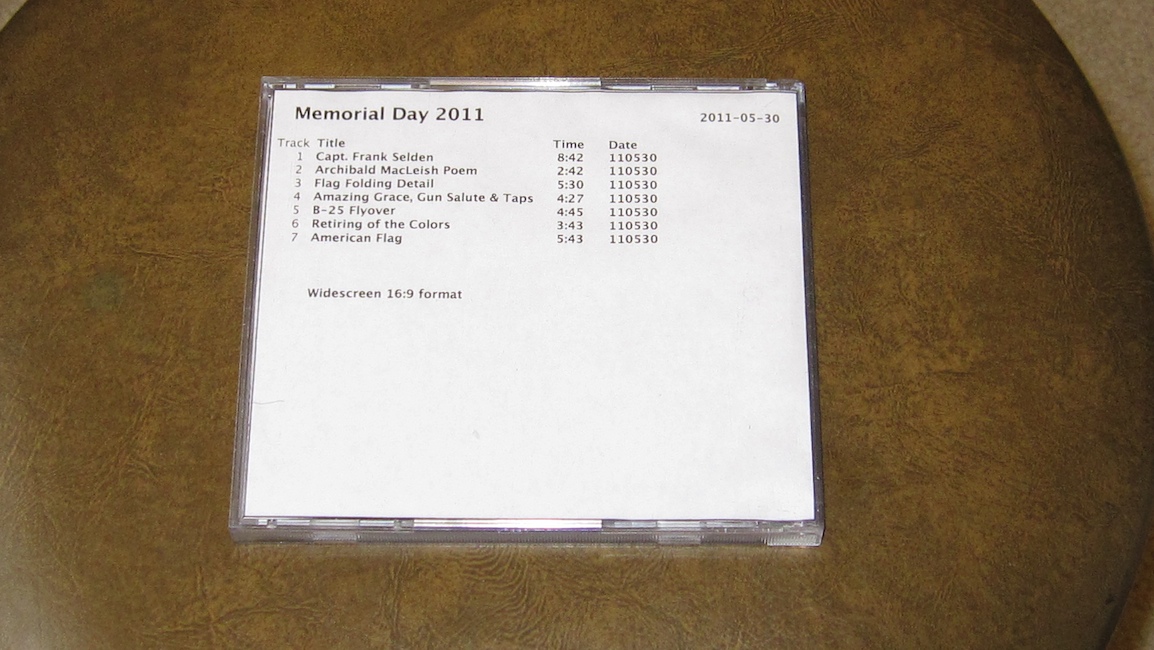 Memorial Day 2011 2011-05-30
Track Title Time Date
1 Capt. Frank Selden 8:42 110530
2 Archibald MacLeish Poem 2:42 110530
3 Flag Folding Detail 5:30 110530
4 Amazing Grace, Gun Salute & Taps 4:27 110530
5 B-25 Flyover 4:45 110530
6 Retiring of the Colors 3:43 110530
7 American Flag 5:43 110530
Widescreen 16:9 format